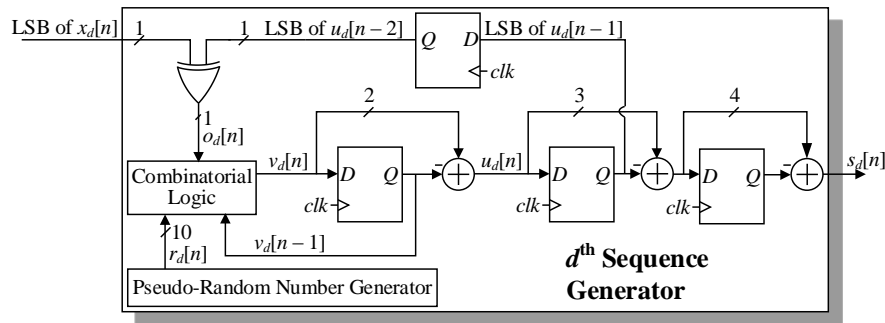 LSB of x_d[n]
1
1
LSB of u_d[n−2]
Q D
LSB of u_d[n−1]
clk
1
o_d[n]
2
3
4
Combinatorial
Logic
v_d[n]
D Q
clk
-
+
u_d[n]
D Q
clk
-
+
D Q
clk
-
+
s_d[n]
10
r_d[n]
v_d[n−1]
Pseudo-Random Number Generator
d^th Sequence
Generator